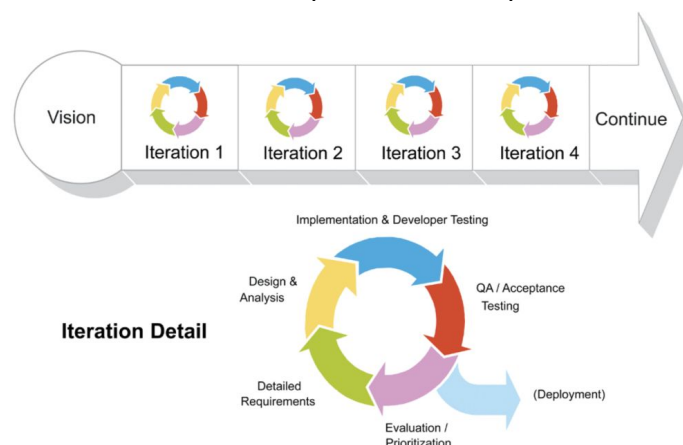 Vision
Iteration 1
Iteration 2
Iteration 3
Iteration 4
Continue
Implementation & Developer Testing
Design &
Analysis
QA / Acceptance
Testing
Iteration Detail
Detailed
Requirements
(Deployment)
Evaluation /
Prioritization